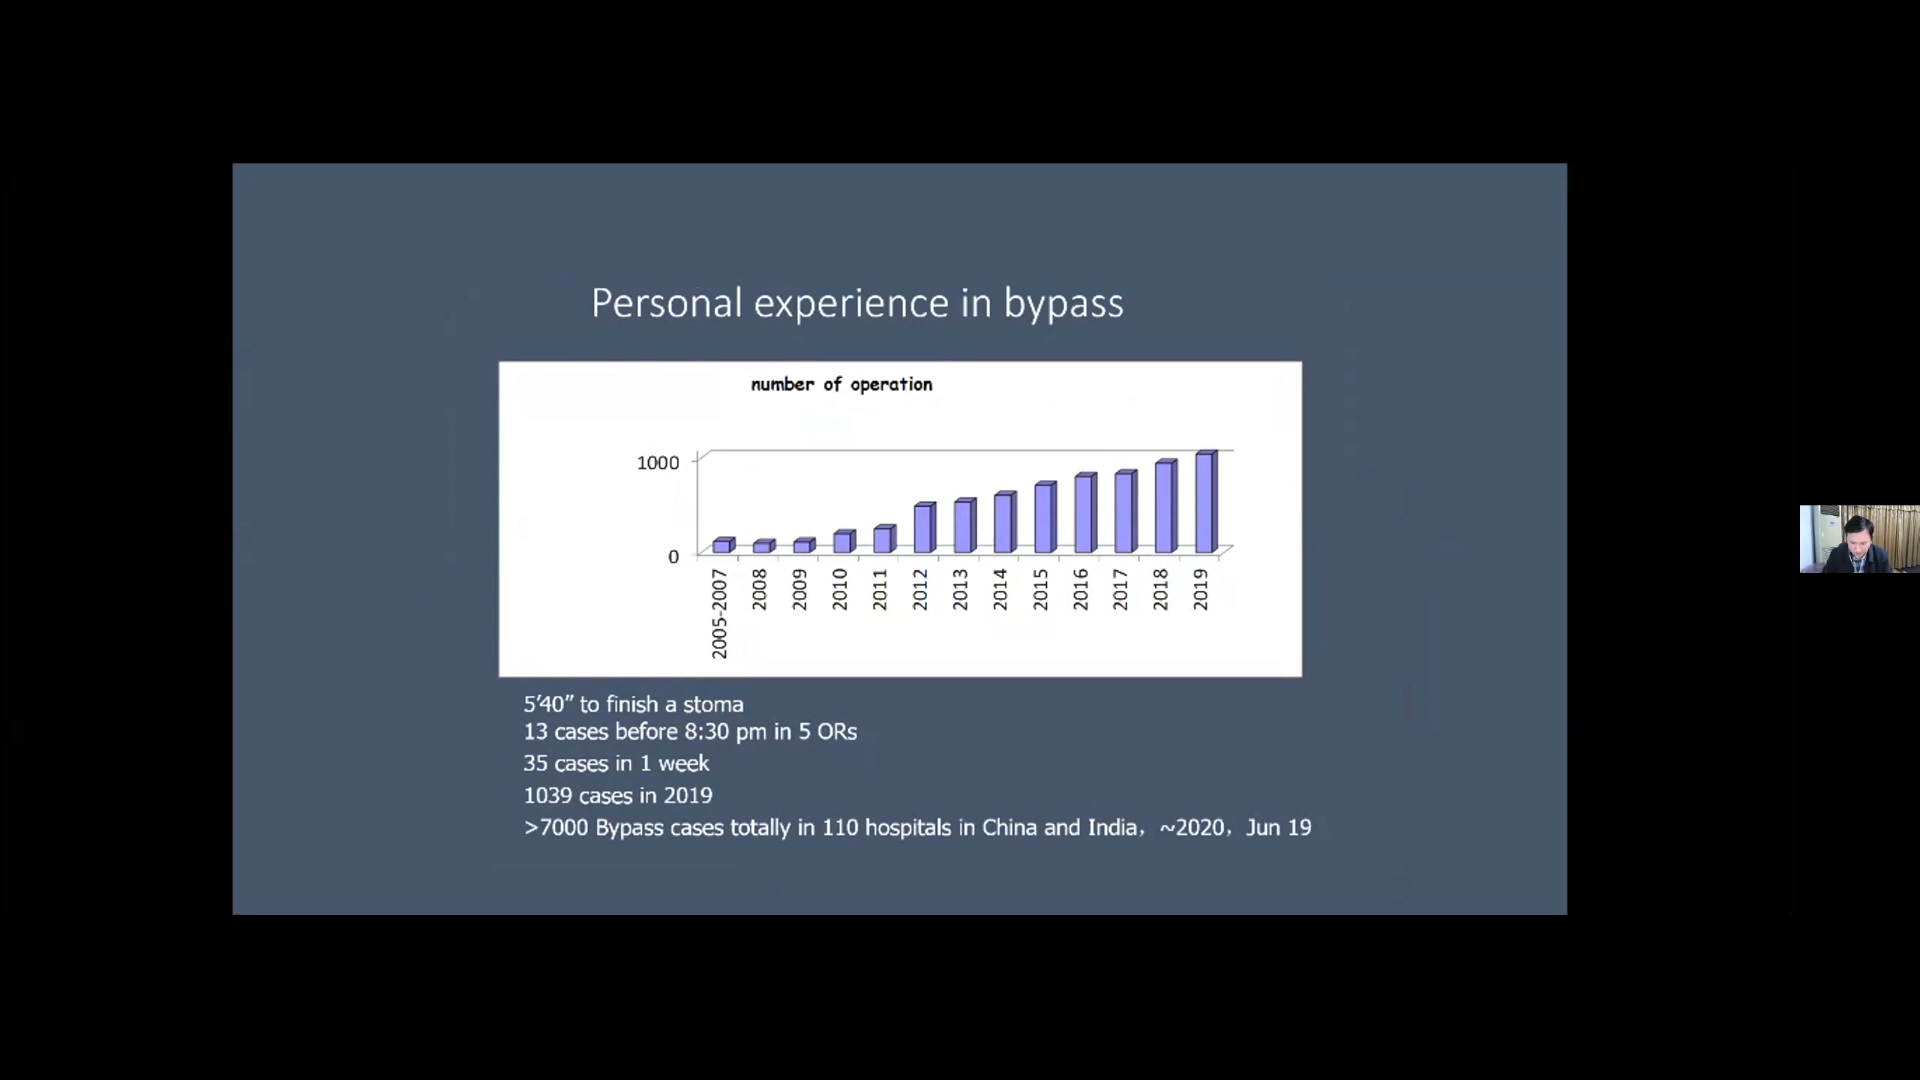 Personal experience in bypass
number of operation
1000
0
2005-2007
2008
2009
2010
2011
2012
2013
2014
2015
2016
2017
2018
2019
5’40” to finish a stoma
13 cases before 8:30 pm in 5 ORs
35 cases in 1 week
1039 cases in 2019
>7000 Bypass cases totally in 110 hospitals in China and India，~2020，Jun 19